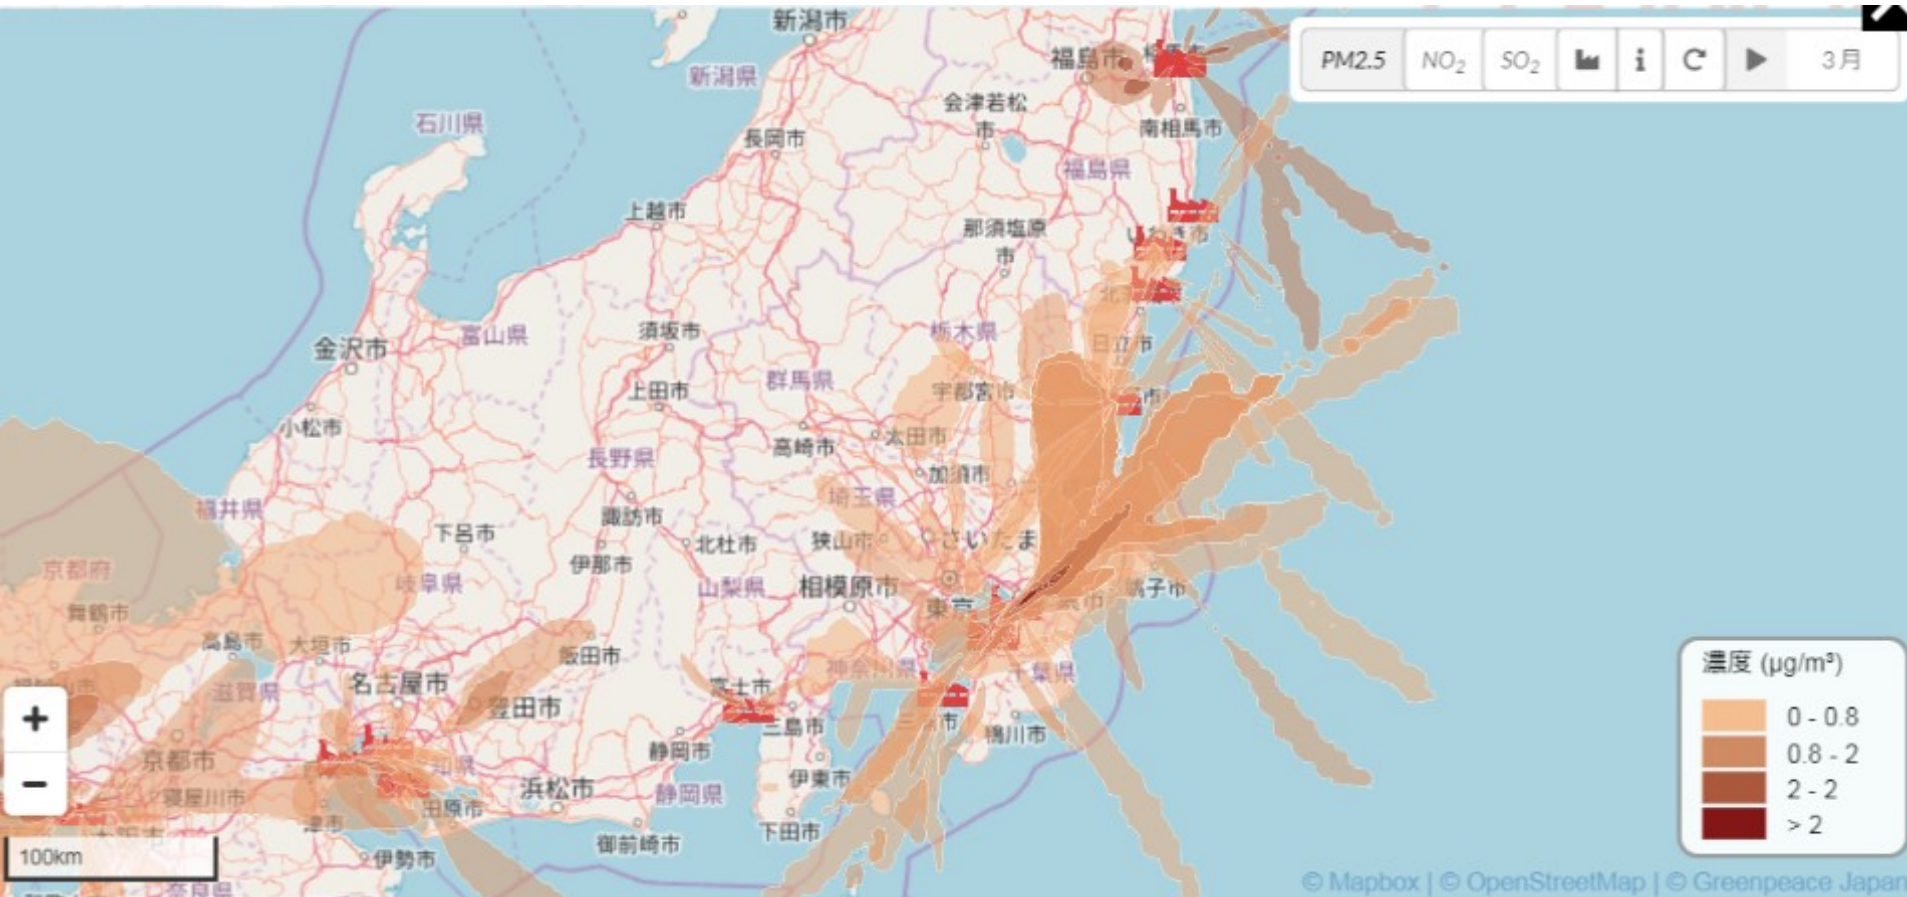 PM2.5
NO₂
SO₂
3月
新潟市
新潟県
福島市
会津若松
市
南相馬市
石川県
長岡市
福島県
上越市
那須塩原
市
いわき市
富山県
須坂市
栃木県
金沢市
日立市
群馬県
上田市
宇都宮市
小松市
太田市
高崎市
長野県
加須市
埼玉県
福井県
諏訪市
下呂市
狭山市
さいたま
北杜市
伊那市
京都府
岐阜県
山梨県
相模原市
銚子市
舞鶴市
東京
高島市
大垣市
飯田市
神奈川県
千葉県
滋賀県
名古屋市
富士市
豊田市
三島市
鴨川市
静岡市
京都市
伊東市
浜松市
静岡県
寝屋川市
田原市
津市
下田市
大阪市
御前崎市
伊勢市
奈良県
+
−
100km
濃度 (μg/m³)
0 - 0.8
0.8 - 2
2 - 2
> 2
© Mapbox | © OpenStreetMap | © Greenpeace Japan